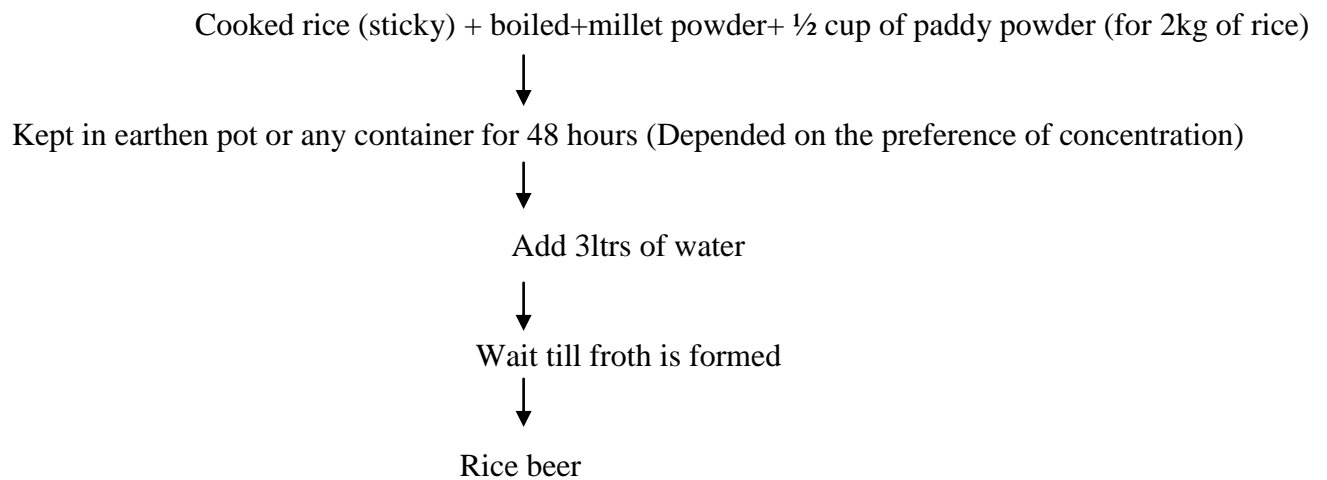 Cooked rice (sticky) + boiled+millet powder+ ½ cup of paddy powder (for 2kg of rice)
Kept in earthen pot or any container for 48 hours (Depended on the preference of concentration)
Add 3ltrs of water
Wait till froth is formed
Rice beer